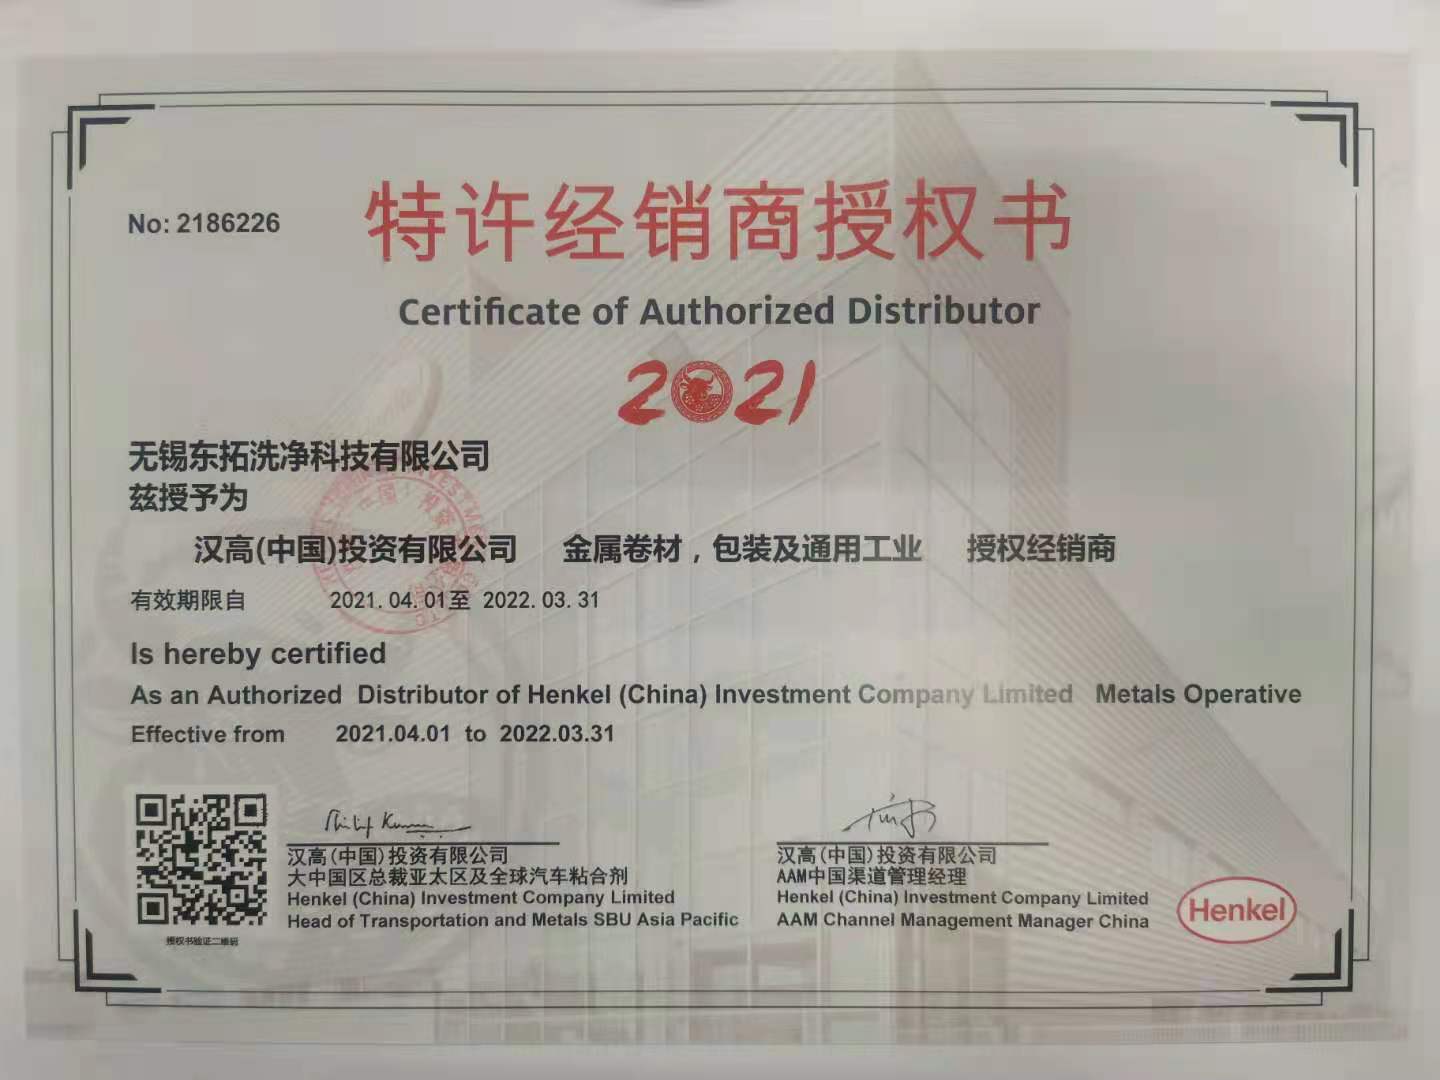 No: 2186226
特许经销商授权书
Certificate of Authorized Distributor
2021
无锡东拓洗净科技有限公司
兹授予为
汉高(中国)投资有限公司 金属卷材，包装及通用工业 授权经销商
有效期限自 2021.04.01至 2022.03.31
Is hereby certified
As an Authorized Distributor of Henkel (China) Investment Company Limited Metals Operative
Effective from 2021.04.01 to 2022.03.31
授权书验证二维码
汉高(中国)投资有限公司
大中国区总裁亚太区及全球汽车粘合剂
Henkel (China) Investment Company Limited
Head of Transportation and Metals SBU Asia Pacific
汉高(中国)投资有限公司
AAM中国渠道管理经理
Henkel (China) Investment Company Limited
AAM Channel Management Manager China
Henkel